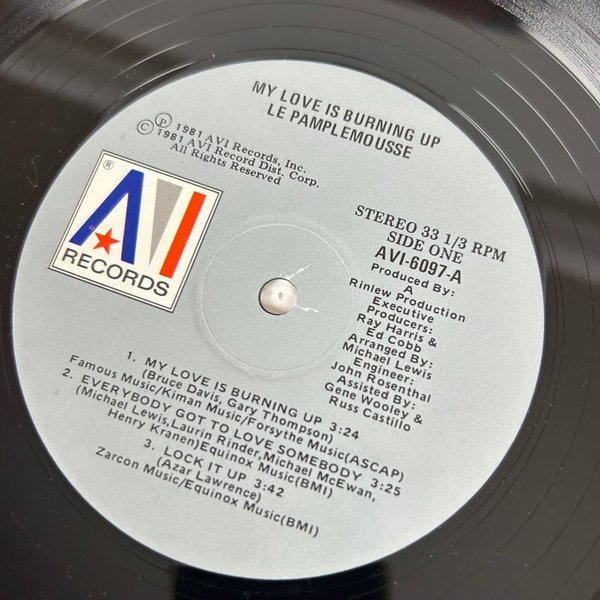 MY LOVE IS BURNING UP
LE PAMPLEMOUSSE
Ⓟ 1981 AVI Records, Inc.
© 1981 AVI Record Dist. Corp.
All Rights Reserved
®
AVI
RECORDS
STEREO 33 1/3 RPM
SIDE ONE
AVI-6097-A
Produced By:
A
Rinlew Production
Executive
Producers:
Ray Harris &
Ed Cobb
Arranged By:
Michael Lewis
Engineer:
John Rosenthal
Assisted By:
Gene Wooley &
Russ Castillo
1. MY LOVE IS BURNING UP 3:24
(Bruce Davis, Gary Thompson)
Famous Music/Kiman Music/Forsythe Music(ASCAP)
2. EVERYBODY GOT TO LOVE SOMEBODY 3:25
(Michael Lewis,Laurin Rinder,Michael McEwan,
Henry Kranen)Equinox Music(BMI)
3. LOCK IT UP 3:42
(Azar Lawrence)
Zarcon Music/Equinox Music(BMI)